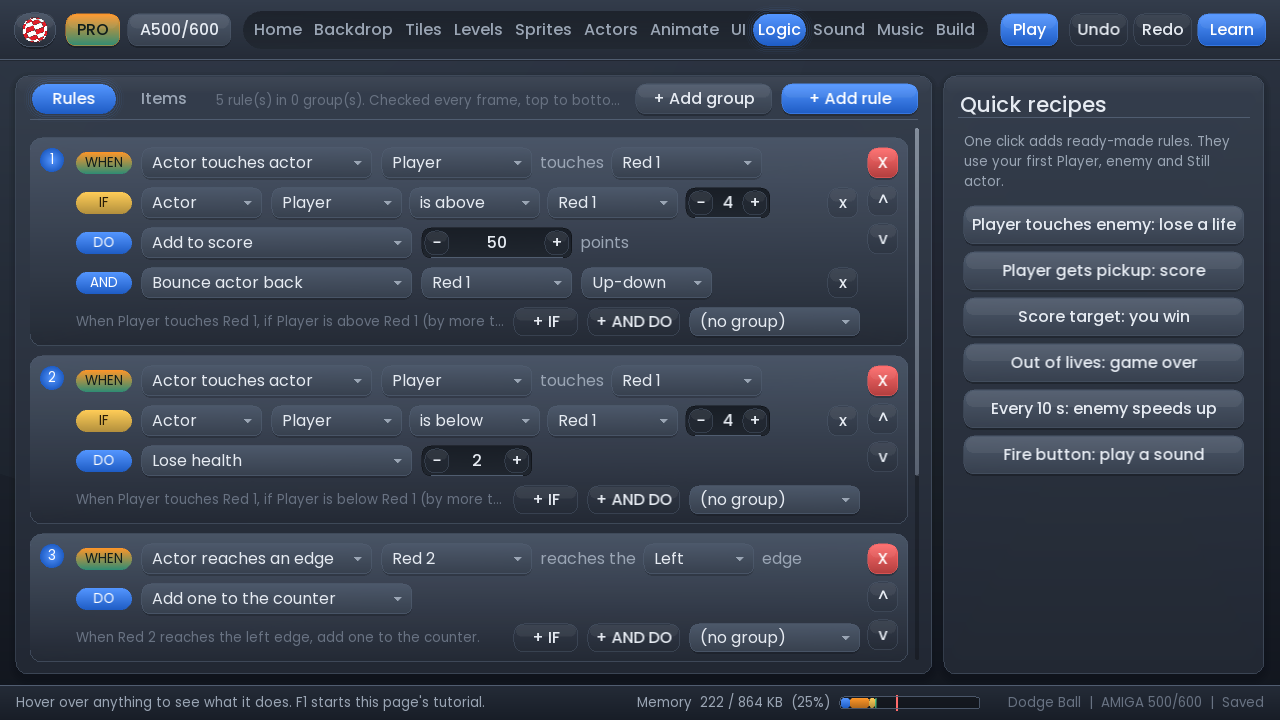 PRO A500/600 Home Backdrop Tiles Levels Sprites Actors Animate UI Logic Sound Music Build Play Undo Redo Learn
Rules Items 5 rule(s) in 0 group(s). Checked every frame, top to botto... + Add group + Add rule
1 WHEN Actor touches actor Player touches Red 1 X
IF Actor Player is above Red 1 - 4 + x ^
DO Add to score - 50 + points v
AND Bounce actor back Red 1 Up-down x
When Player touches Red 1, if Player is above Red 1 (by more t... + IF + AND DO (no group)
2 WHEN Actor touches actor Player touches Red 1 X
IF Actor Player is below Red 1 - 4 + x ^
DO Lose health - 2 + v
When Player touches Red 1, if Player is below Red 1 (by more t... + IF + AND DO (no group)
3 WHEN Actor reaches an edge Red 2 reaches the Left edge X
DO Add one to the counter ^
When Red 2 reaches the left edge, add one to the counter. + IF + AND DO (no group) v
Quick recipes
One click adds ready-made rules. They
use your first Player, enemy and Still
actor.
Player touches enemy: lose a life
Player gets pickup: score
Score target: you win
Out of lives: game over
Every 10 s: enemy speeds up
Fire button: play a sound
Hover over anything to see what it does. F1 starts this page's tutorial. Memory 222 / 864 KB (25%) Dodge Ball | AMIGA 500/600 | Saved